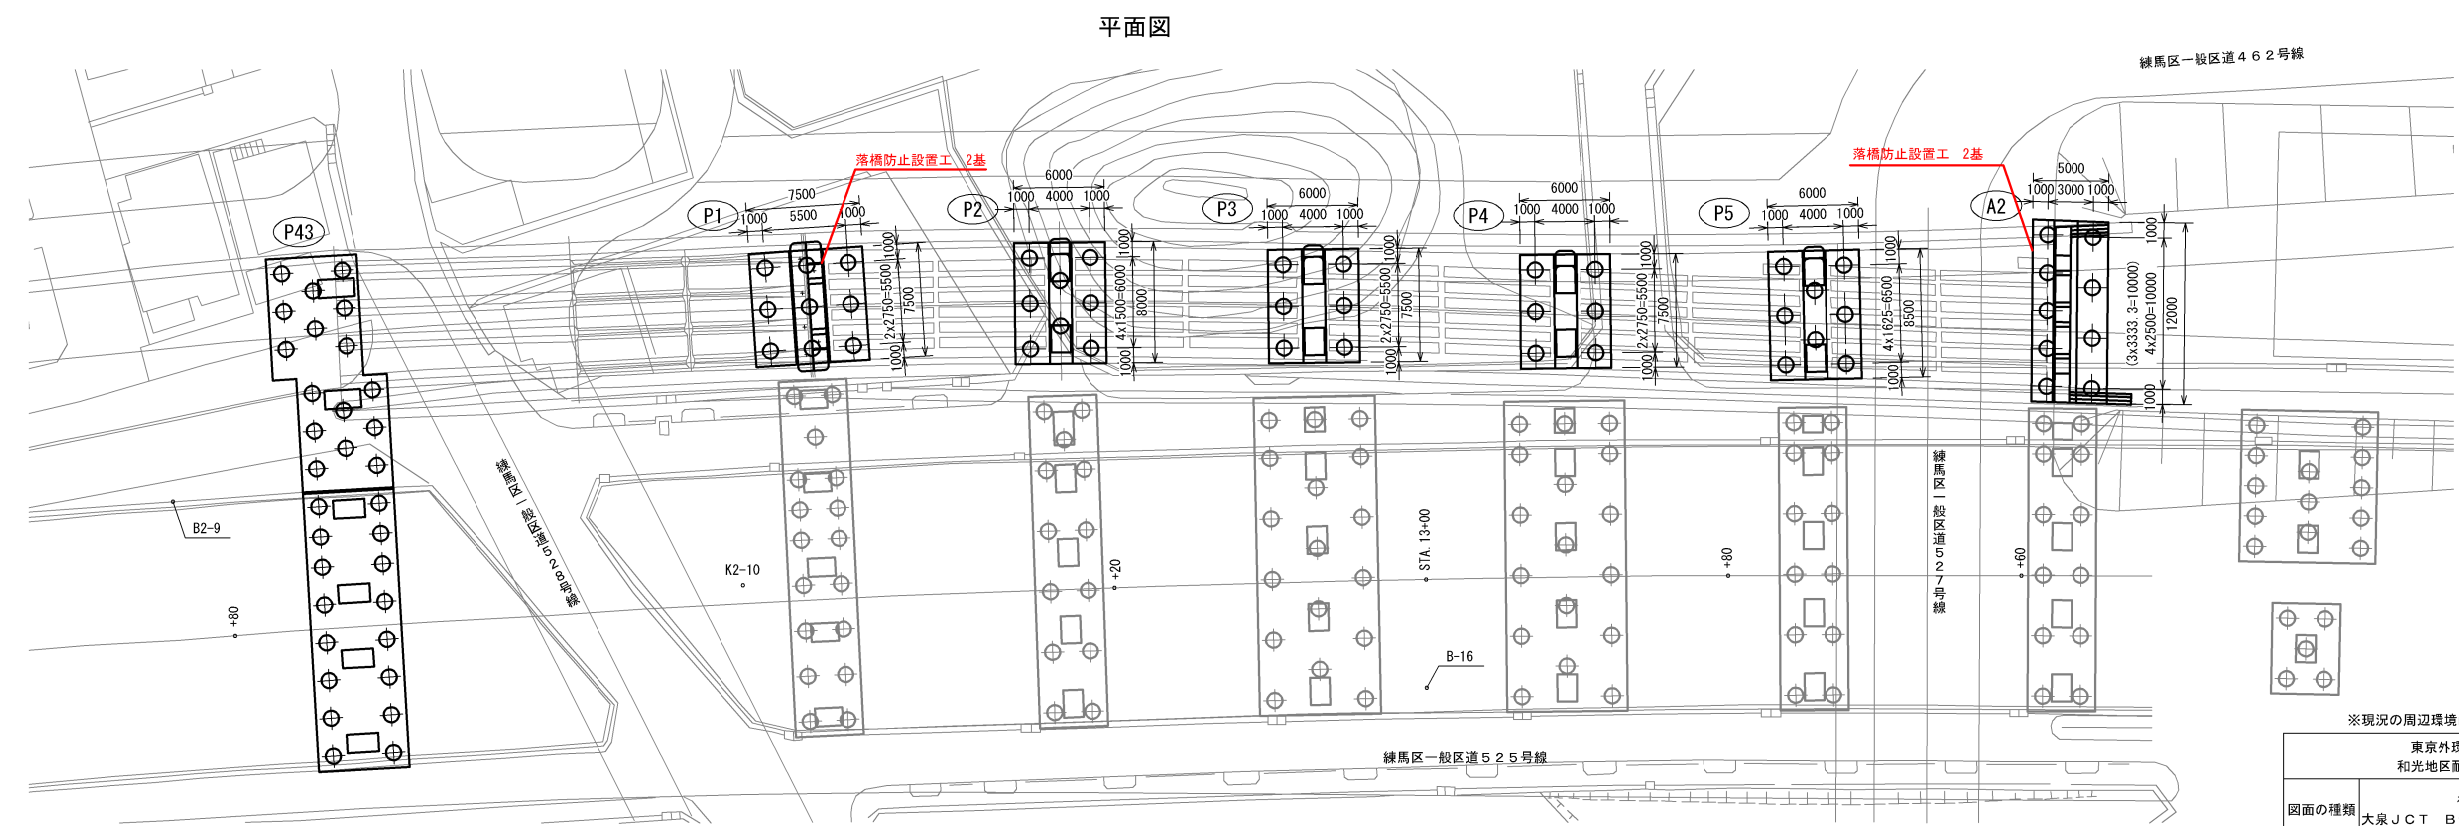 平面図
練馬区一般区道４６２号線
落橋防止設置工　2基
落橋防止設置工　2基
P43
P1
7500
1000 5500 1000
1000
2x2750=5500
7500
1000
P2
6000
1000 4000 1000
1000
4x1500=6000
8000
1000
P3
6000
1000 4000 1000
1000
2x2750=5500
7500
1000
P4
6000
1000 4000 1000
1000
2x2750=5500
7500
1000
P5
6000
1000 4000 1000
1000
4x1625=6500
8500
1000
A2
5000
1000 3000 1000
1000
(3x3333.3=10000)
4x2500=10000
12000
1000
B2-9
練馬区一般区道５２８号線
+80
K2-10
+20
STA.13+00
B-16
+80
練馬区一般区道５２７号線
+60
練馬区一般区道５２５号線
※現況の周辺環境
東京外環
和光地区
図面の種類
大泉ＪＣＴ　Ｂ